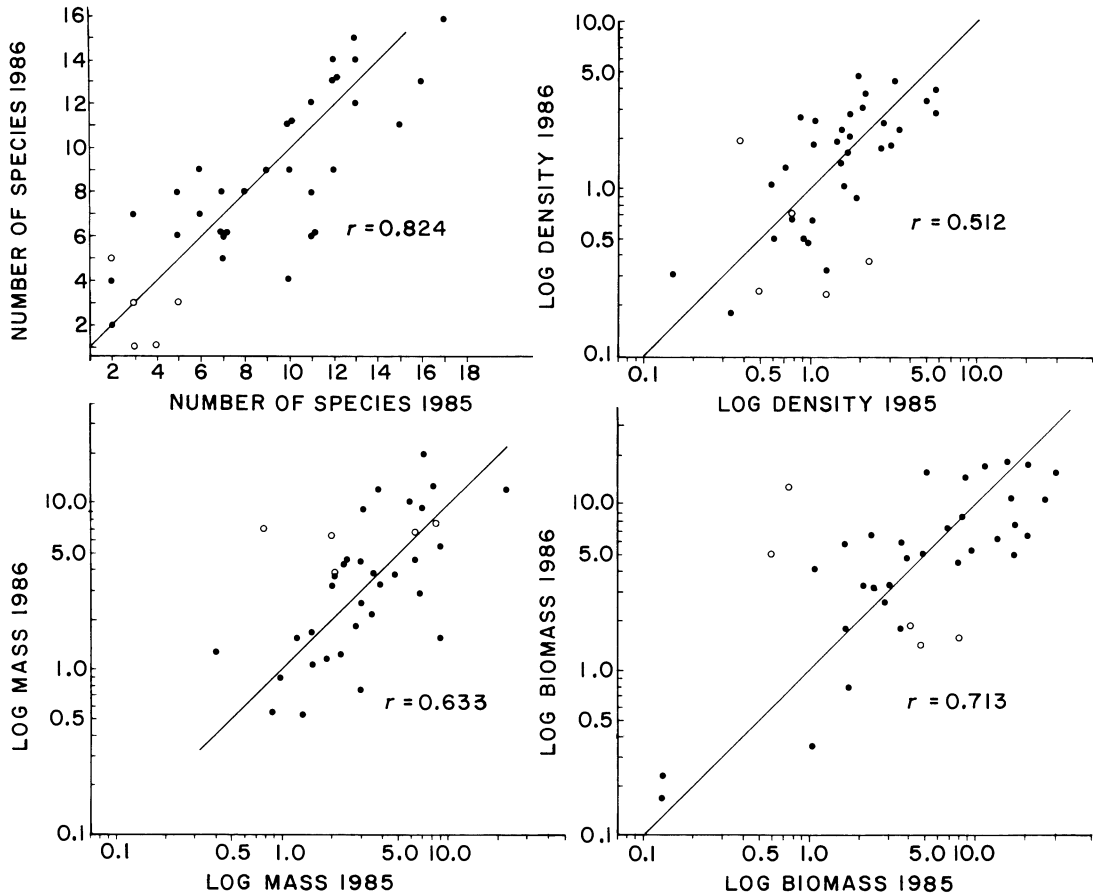 NUMBER OF SPECIES 1986
16
14
12
10
8
6
4
2
r = 0.824
2 4 6 8 10 12 14 16 18
NUMBER OF SPECIES 1985
LOG DENSITY 1986
10.0
5.0
1.0
0.5
0.1
r = 0.512
0.1 0.5 1.0 5.0 10.0
LOG DENSITY 1985
LOG MASS 1986
10.0
5.0
1.0
0.5
0.1
r = 0.633
0.1 0.5 1.0 5.0 10.0
LOG MASS 1985
LOG BIOMASS 1986
10.0
5.0
1.0
0.5
0.1
r = 0.713
0.1 0.5 1.0 5.0 10.0
LOG BIOMASS 1985